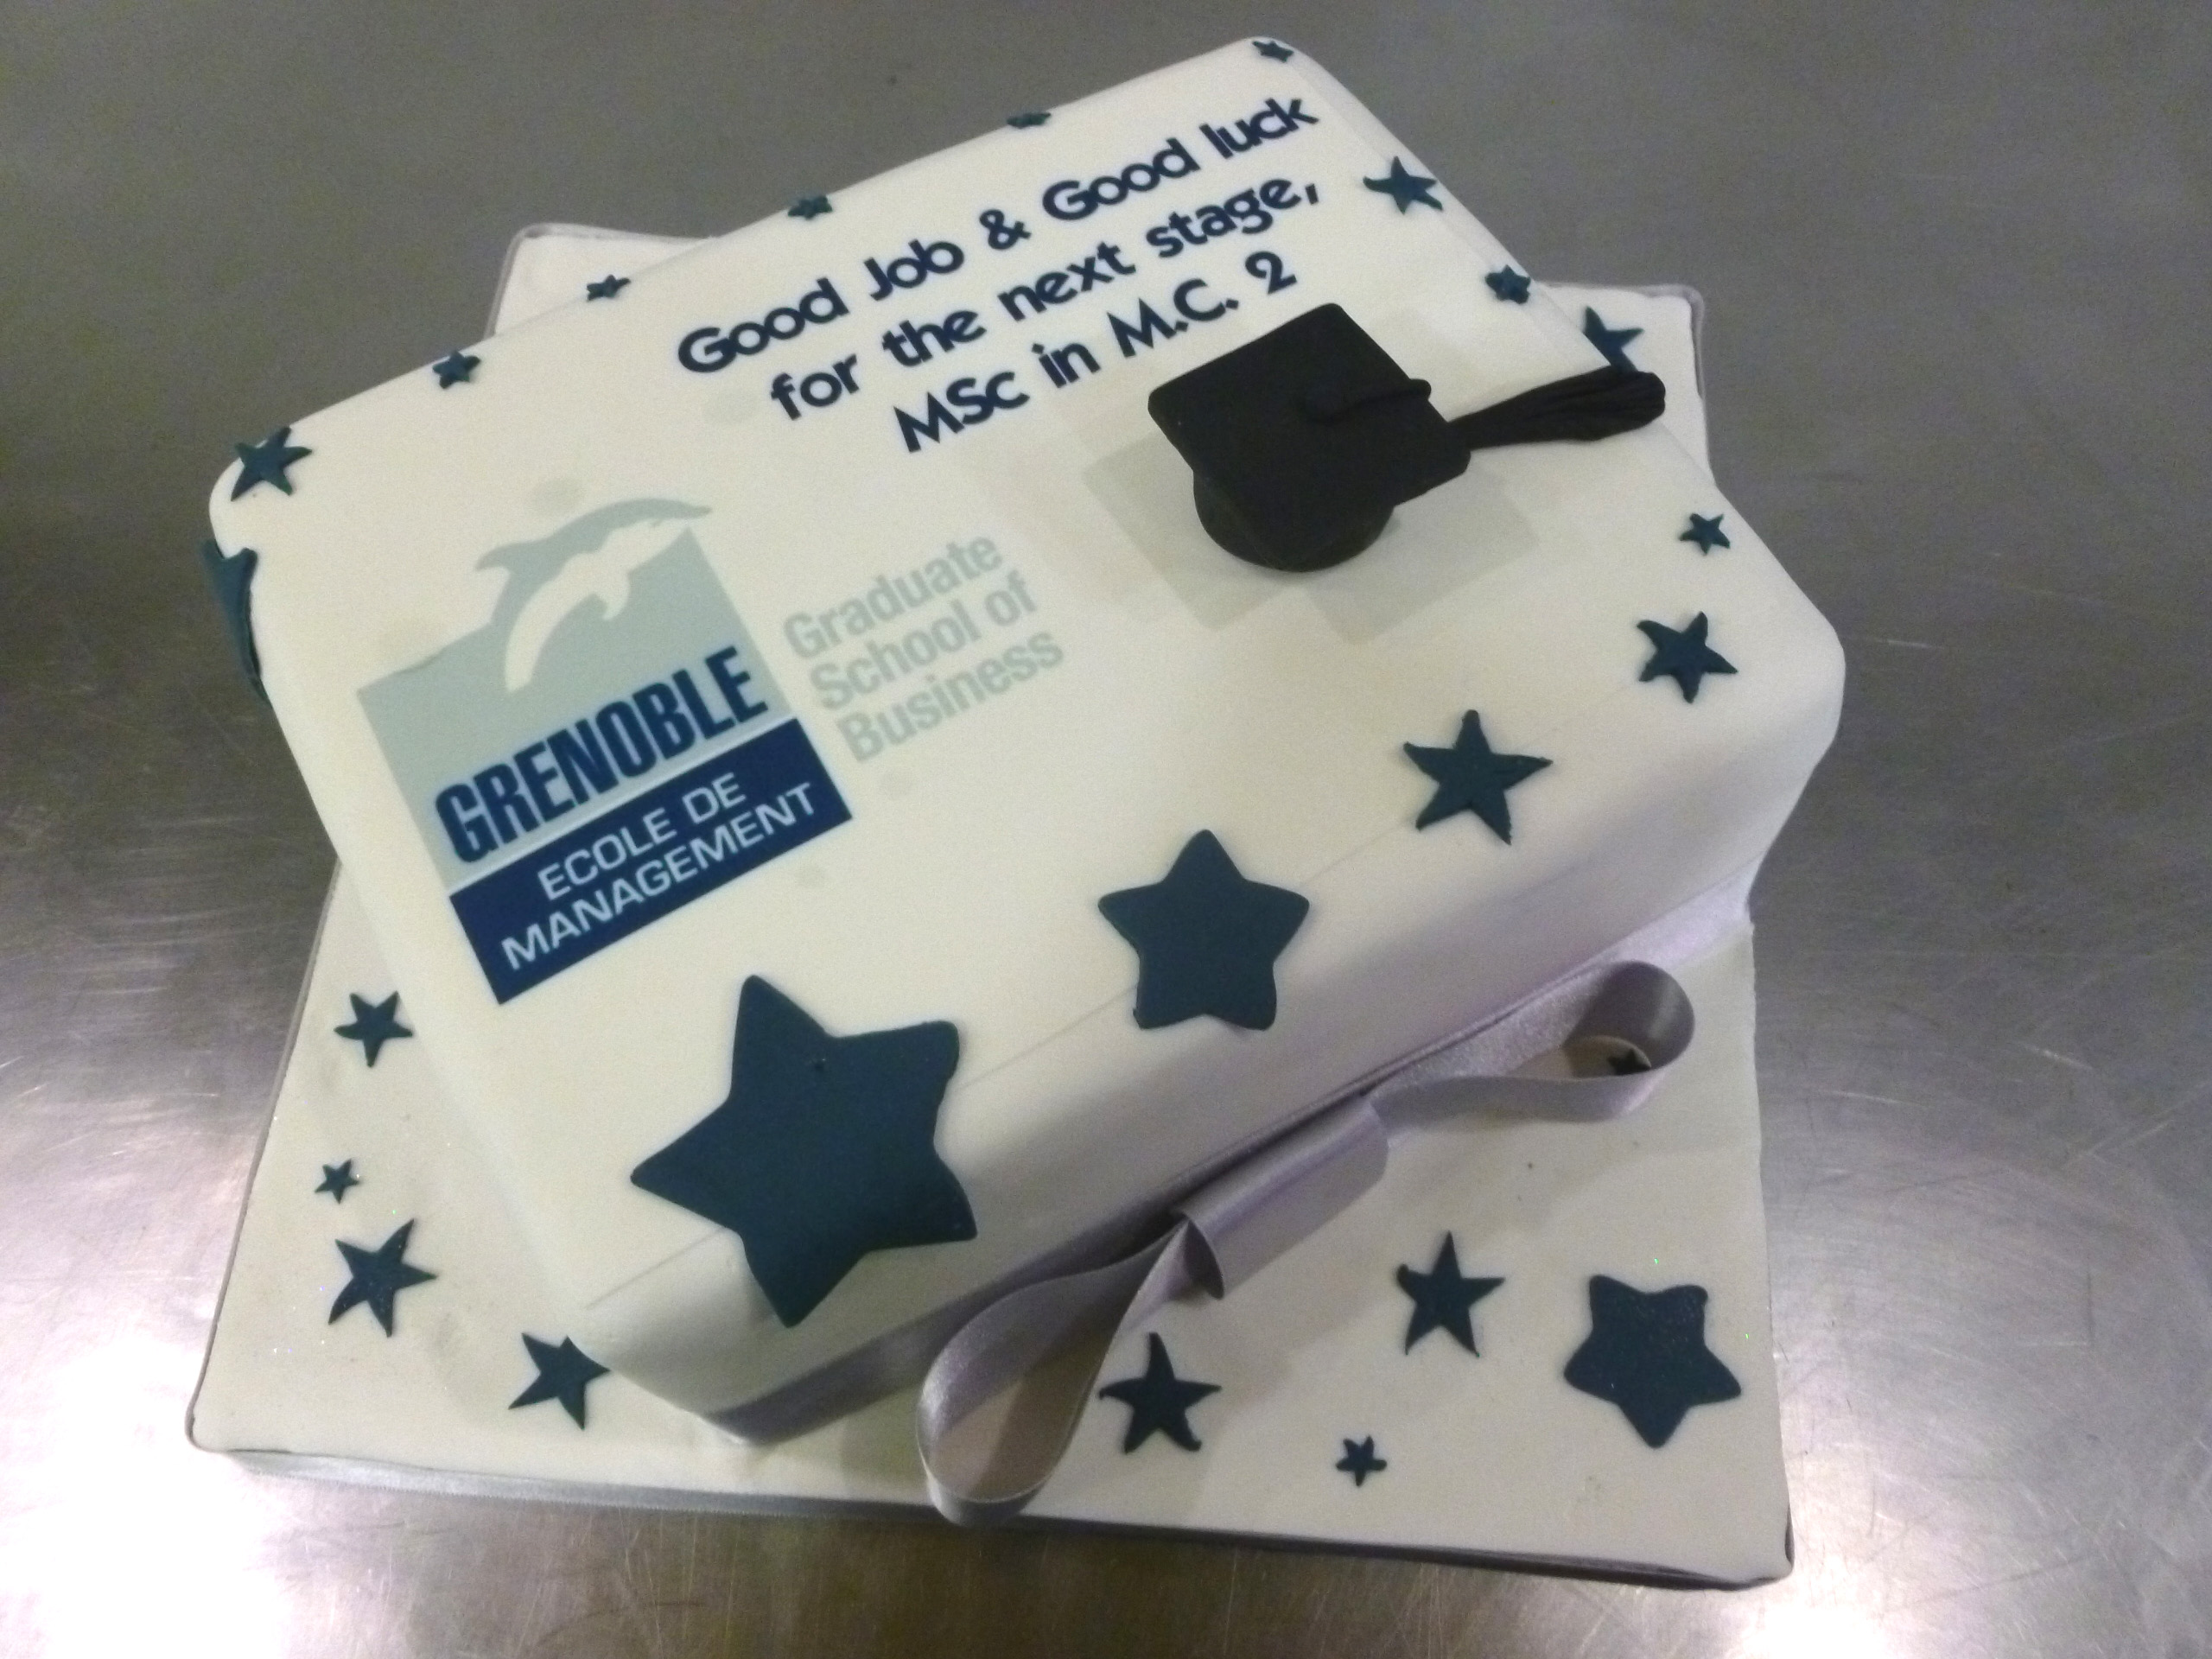 Good Job & Good luck
for the next stage,
MSc in M.C. 2
GRENOBLE
ECOLE DE
MANAGEMENT
Graduate
School of
Business